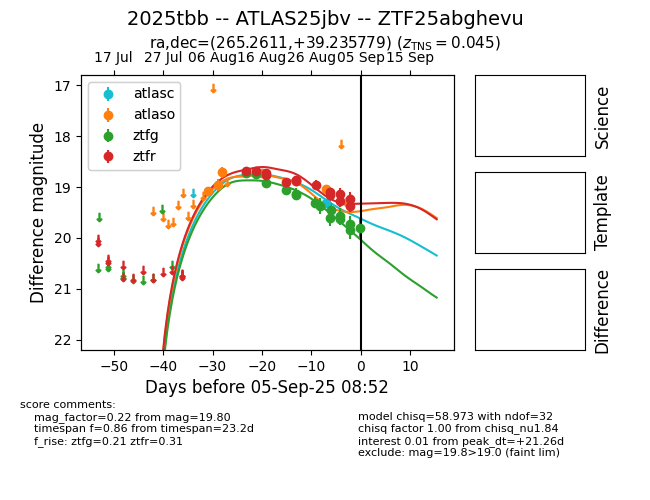 2025tbb -- ATLAS25jbv -- ZTF25abghevu
ra,dec=(265.2611,+39.235779) (z_TNS = 0.045)
17 Jul 27 Jul 06 Aug 16 Aug 26 Aug 05 Sep 15 Sep
atlasc
atlaso
ztfg
ztfr
17
18
19
20
21
22
Difference magnitude
−50 −40 −30 −20 −10 0 10
Days before 05-Sep-25 08:52
Science
Template
Difference
score comments:
mag_factor=0.22 from mag=19.80
timespan f=0.86 from timespan=23.2d
f_rise: ztfg=0.21 ztfr=0.31
model chisq=58.973 with ndof=32
chisq factor 1.00 from chisq_nu1.84
interest 0.01 from peak_dt=+21.26d
exclude: mag=19.8>19.0 (faint lim)